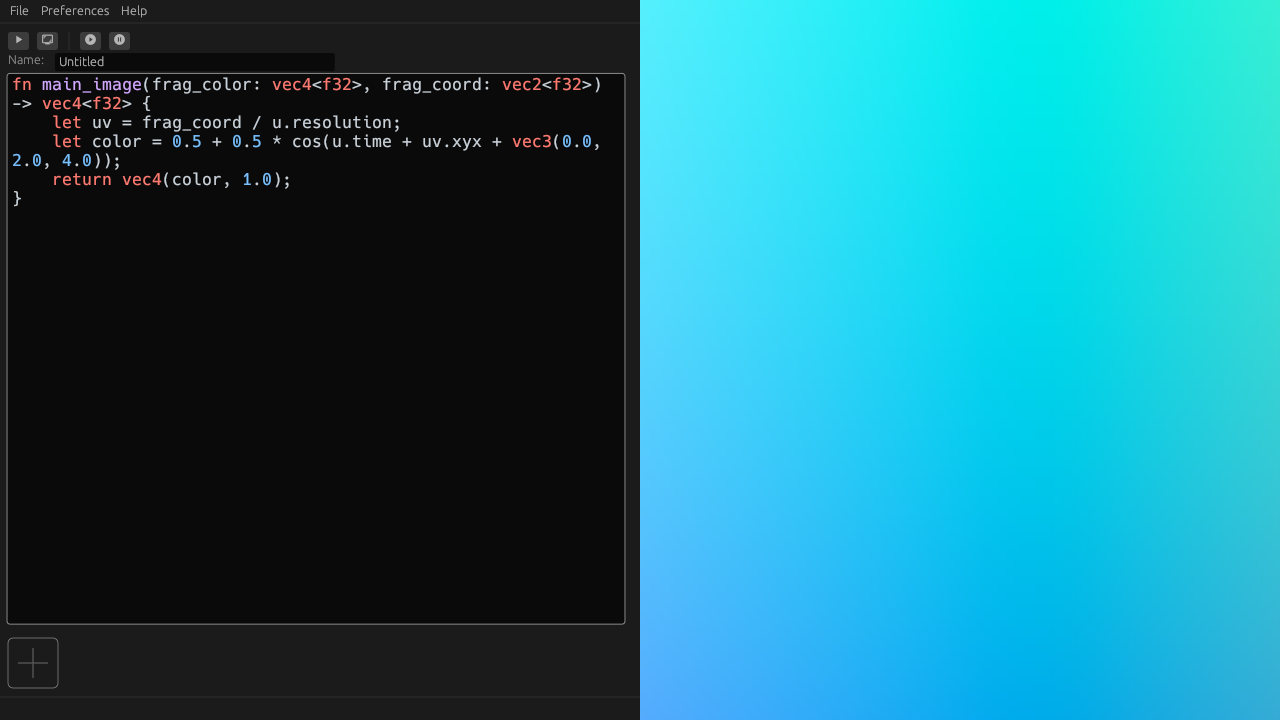 File Preferences Help
Name: Untitled
fn main_image(frag_color: vec4<f32>, frag_coord: vec2<f32>)
-> vec4<f32> {
    let uv = frag_coord / u.resolution;
    let color = 0.5 + 0.5 * cos(u.time + uv.xyx + vec3(0.0,
2.0, 4.0));
    return vec4(color, 1.0);
}